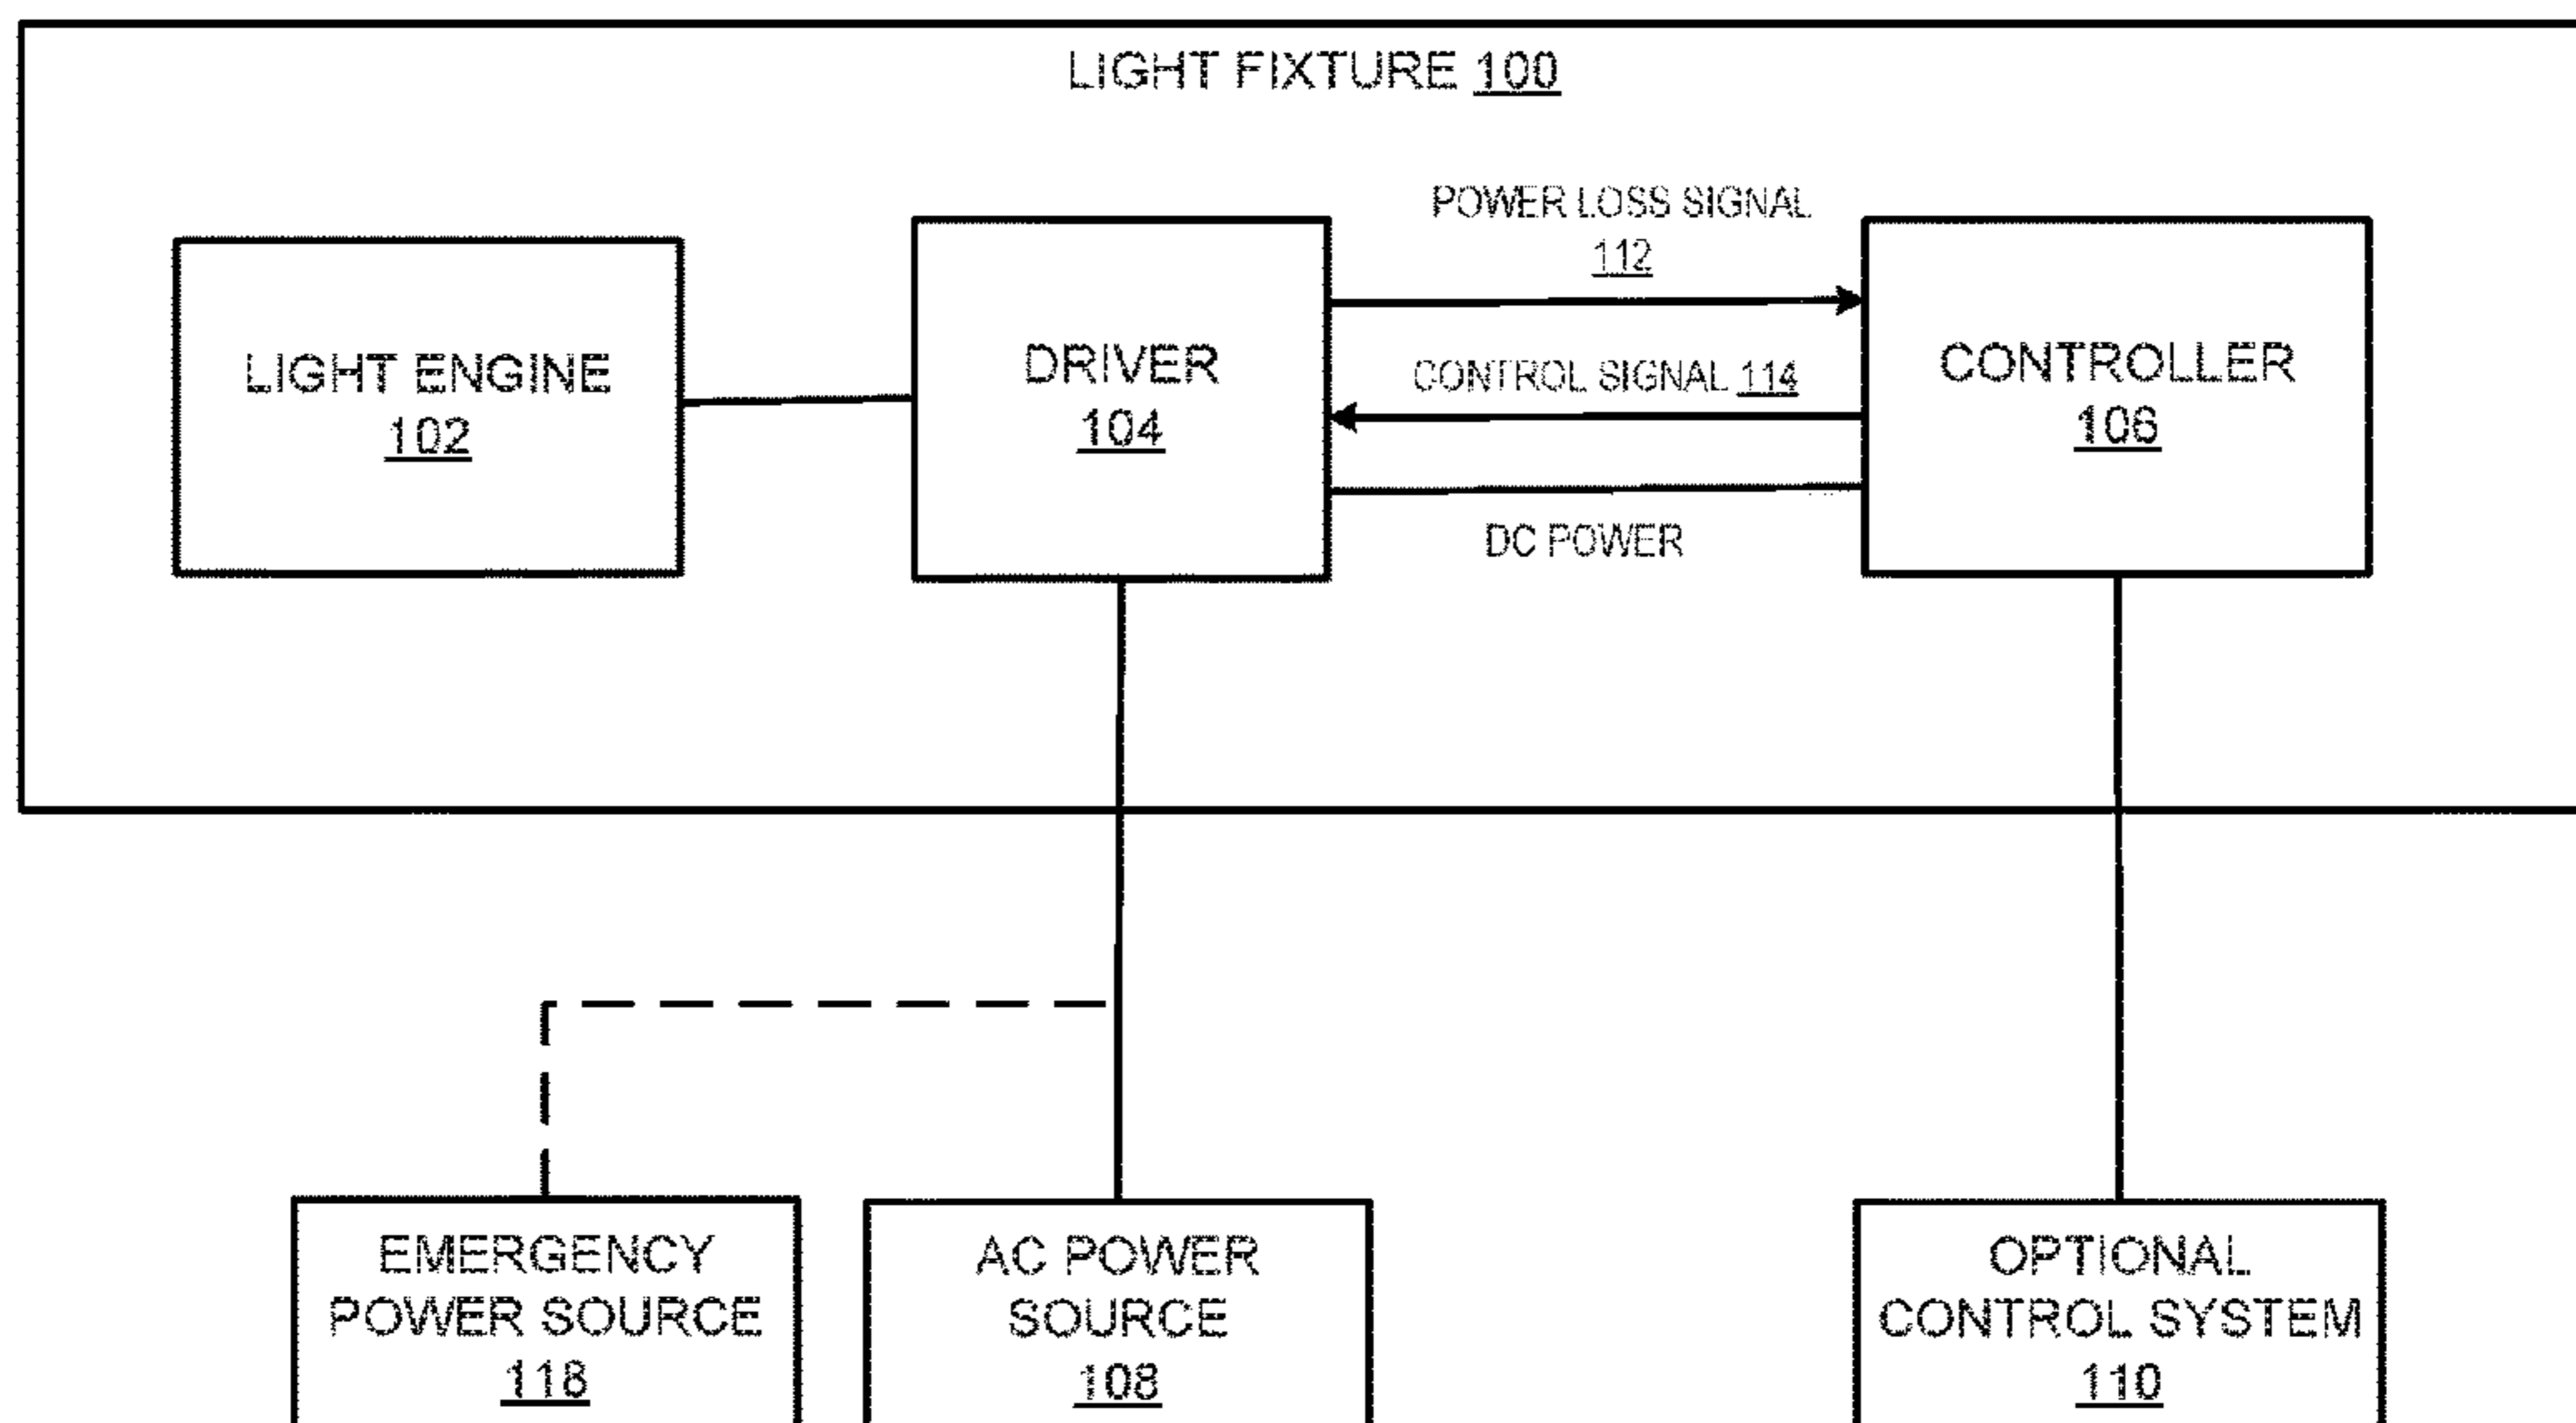 LIGHT FIXTURE 100
POWER LOSS SIGNAL
112
LIGHT ENGINE
102
DRIVER
104
CONTROL SIGNAL 114
CONTROLLER
106
DC POWER
EMERGENCY
POWER SOURCE
118
AC POWER
SOURCE
108
OPTIONAL
CONTROL SYSTEM
110